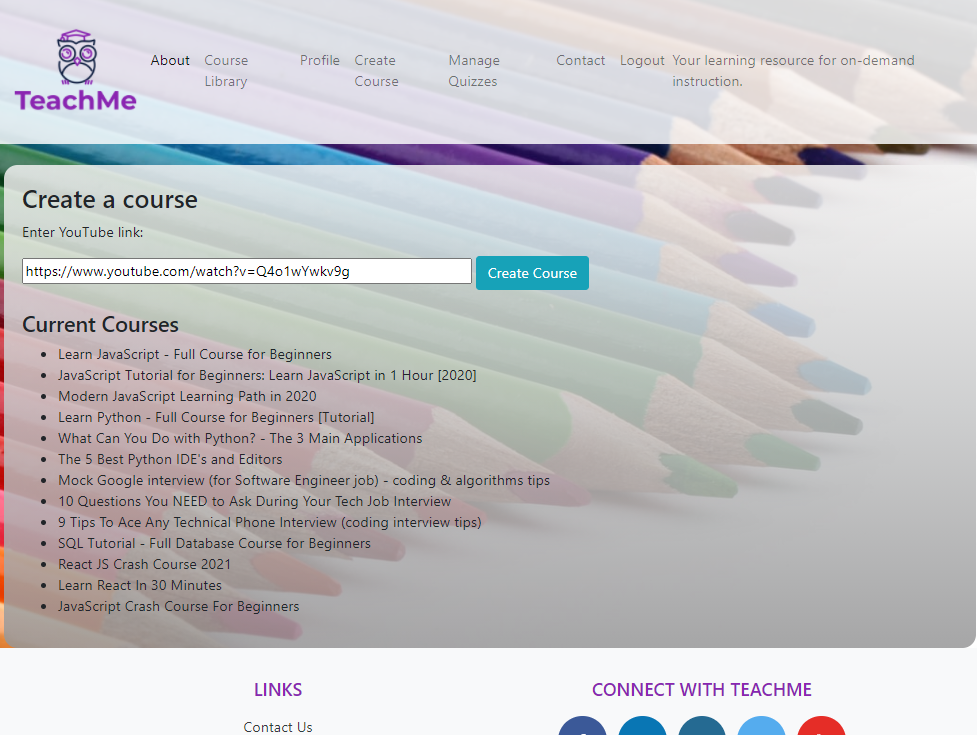 TeachMe
About
Course
Library
Profile
Create
Course
Manage
Quizzes
Contact
Logout
Your learning resource for on-demand
instruction.
Create a course
Enter YouTube link:
https://www.youtube.com/watch?v=Q4o1wYwkv9g
Create Course
Current Courses
Learn JavaScript - Full Course for Beginners
JavaScript Tutorial for Beginners: Learn JavaScript in 1 Hour [2020]
Modern JavaScript Learning Path in 2020
Learn Python - Full Course for Beginners [Tutorial]
What Can You Do with Python? - The 3 Main Applications
The 5 Best Python IDE's and Editors
Mock Google interview (for Software Engineer job) - coding & algorithms tips
10 Questions You NEED to Ask During Your Tech Job Interview
9 Tips To Ace Any Technical Phone Interview (coding interview tips)
SQL Tutorial - Full Database Course for Beginners
React JS Crash Course 2021
Learn React In 30 Minutes
JavaScript Crash Course For Beginners
LINKS
Contact Us
CONNECT WITH TEACHME